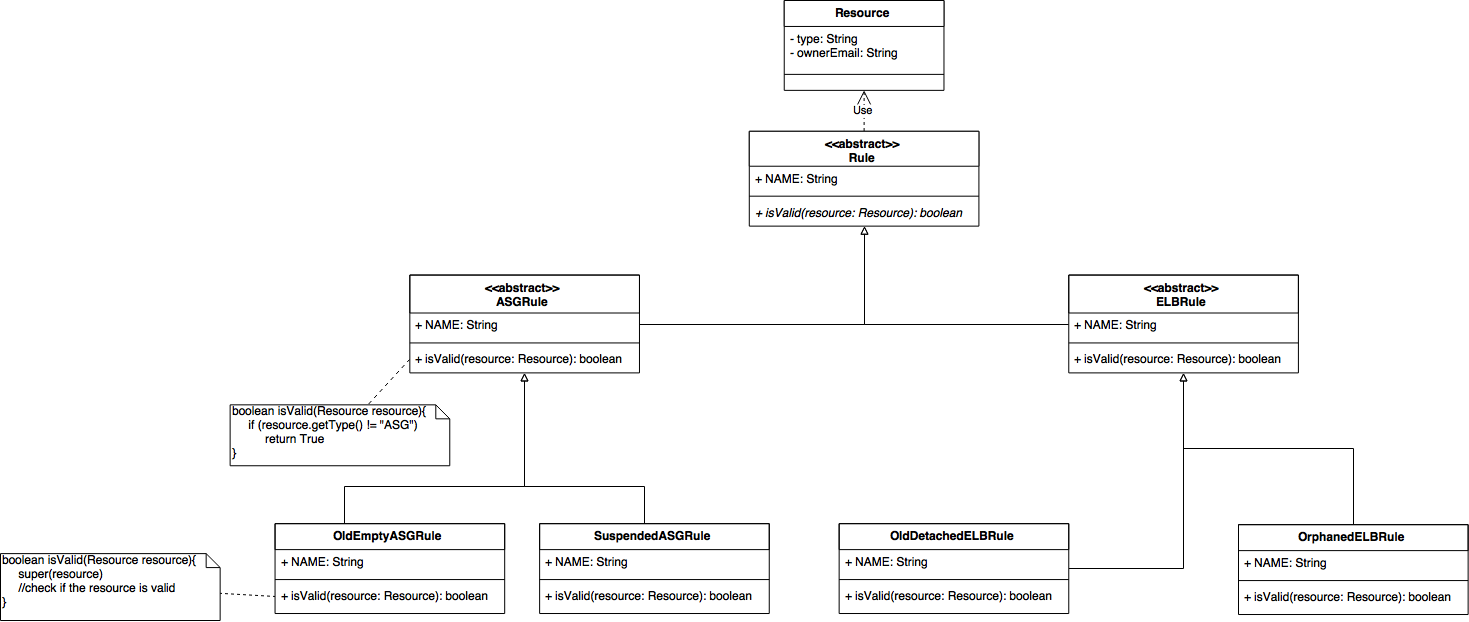 Resource
- type: String
- ownerEmail: String
Use
<<abstract>>
Rule
+ NAME: String
+ isValid(resource: Resource): boolean
<<abstract>>
ASGRule
+ NAME: String
+ isValid(resource: Resource): boolean
<<abstract>>
ELBRule
+ NAME: String
+ isValid(resource: Resource): boolean
boolean isValid(Resource resource){
if (resource.getType() != "ASG")
return True
}
OldEmptyASGRule
+ NAME: String
+ isValid(resource: Resource): boolean
SuspendedASGRule
+ NAME: String
+ isValid(resource: Resource): boolean
OldDetachedELBRule
+ NAME: String
+ isValid(resource: Resource): boolean
OrphanedELBRule
+ NAME: String
+ isValid(resource: Resource): boolean
boolean isValid(Resource resource){
super(resource)
//check if the resource is valid
}